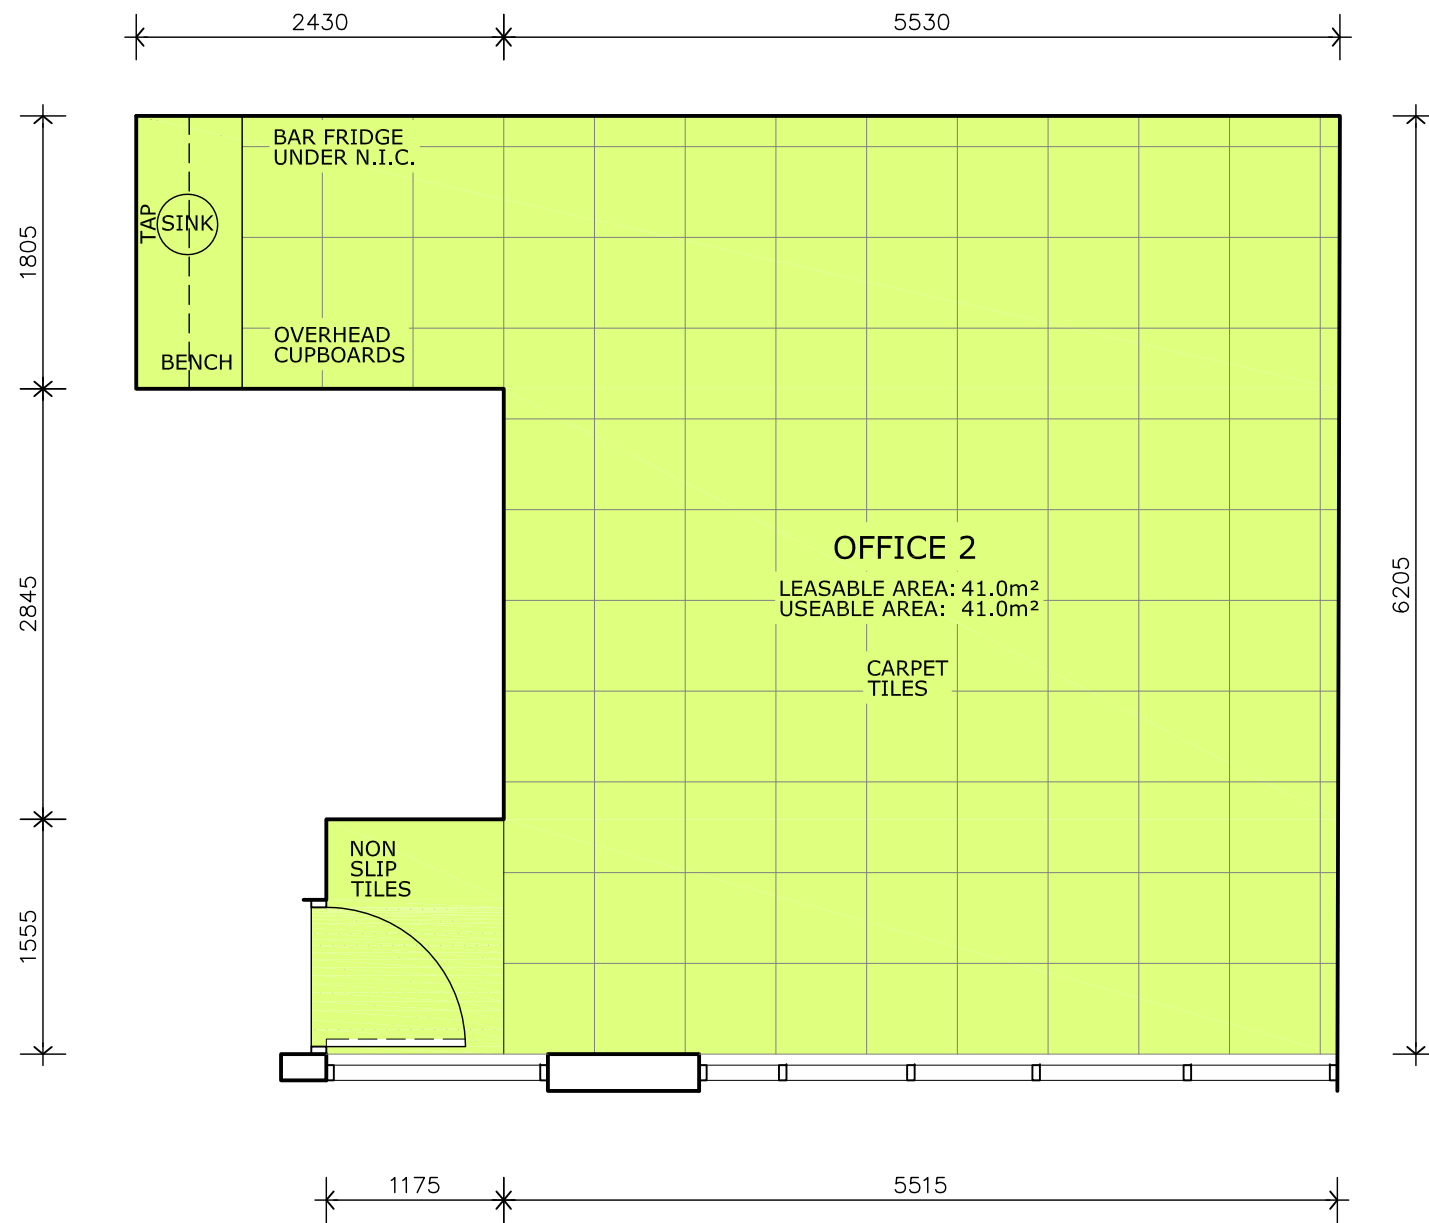 2430
5530
BAR FRIDGE
UNDER N.I.C.
TAP
SINK
1805
OVERHEAD
CUPBOARDS
BENCH
OFFICE 2
LEASABLE AREA: 41.0m²
USEABLE AREA: 41.0m²
2845
6205
CARPET
TILES
NON
SLIP
TILES
1555
1175
5515